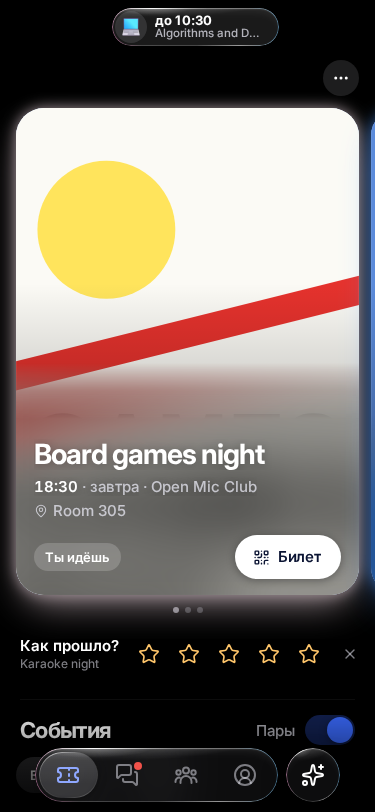 до 10:30
Algorithms and D...
Board games night
18:30 · завтра · Open Mic Club
Room 305
Ты идёшь
Билет
Как прошло?
Karaoke night
События
Пары